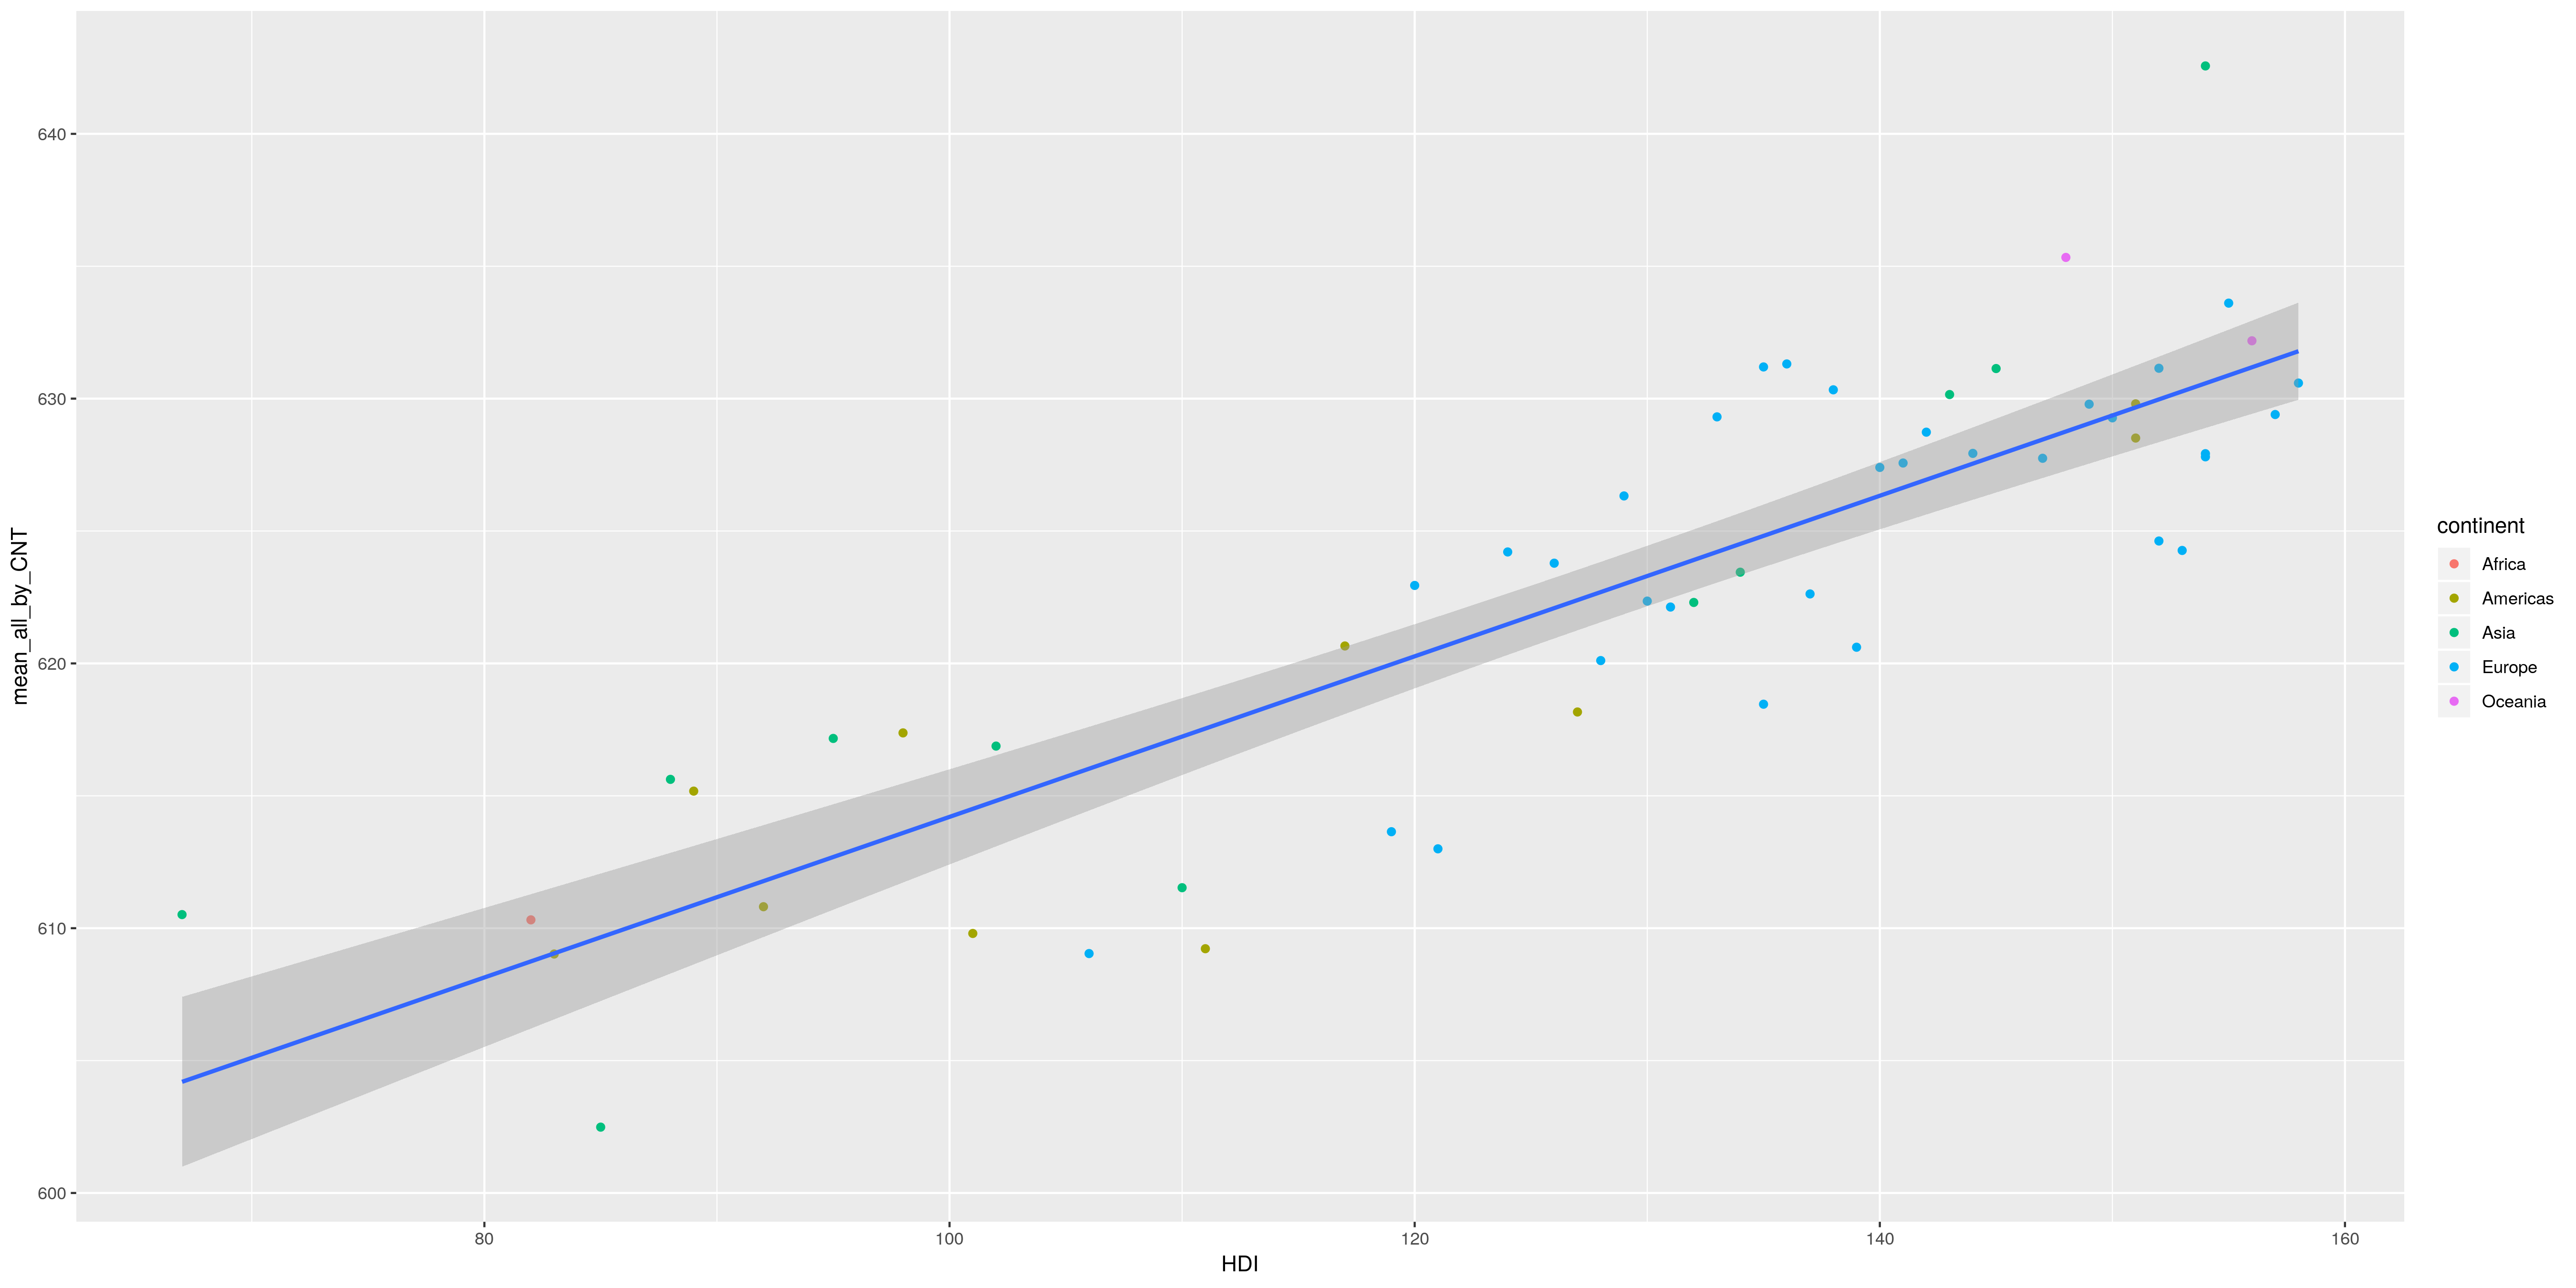 640
630
620
610
600
mean_all_by_CNT
80
100
120
140
160
HDI
continent
Africa
Americas
Asia
Europe
Oceania